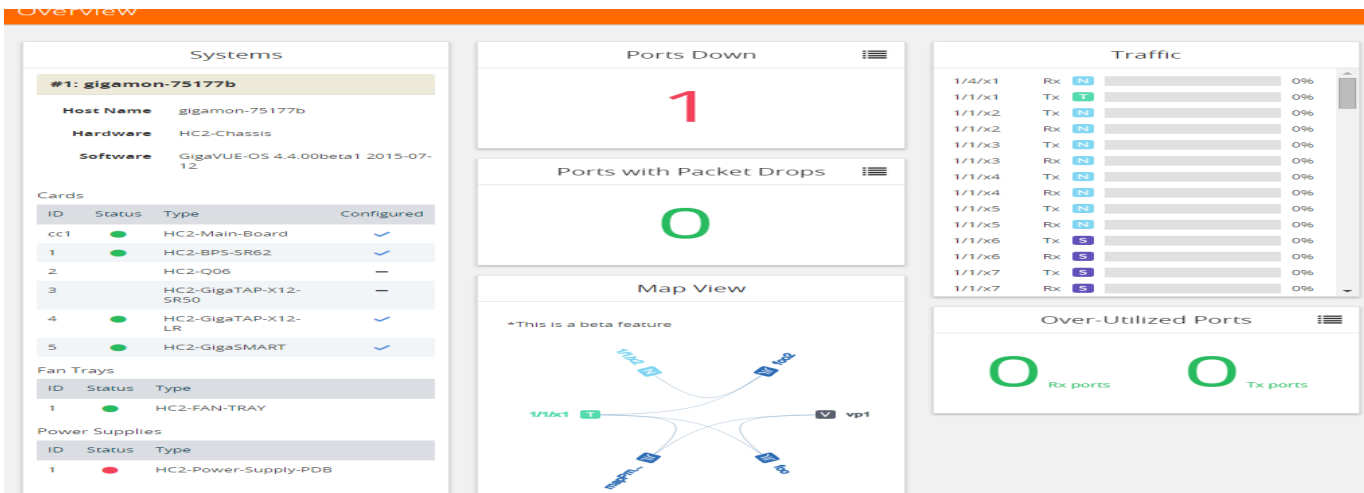 Overview
Systems
#1: gigamon-75177b
Host Name gigamon-75177b
Hardware HC2-Chassis
Software GigaVUE-OS 4.4.00beta1 2015-07-
12
Cards
ID Status Type Configured
cc1 HC2-Main-Board
1 HC2-BPS-SR62
2 HC2-Q06 –
3 HC2-GigaTAP-X12- –
SR50
4 HC2-GigaTAP-X12-
LR
5 HC2-GigaSMART
Fan Trays
ID Status Type
1 HC2-FAN-TRAY
Power Supplies
ID Status Type
1 HC2-Power-Supply-PDB
Ports Down
1
Ports with Packet Drops
0
Map View
*This is a beta feature
1/1/x2 N
foo2
1/1/x1 T
V vp1
mapPm...
foo
Traffic
1/4/x1 Rx N 0%
1/1/x1 Tx T 0%
1/1/x2 Tx N 0%
1/1/x2 Rx N 0%
1/1/x3 Tx N 0%
1/1/x3 Rx N 0%
1/1/x4 Tx N 0%
1/1/x4 Rx N 0%
1/1/x5 Tx N 0%
1/1/x5 Rx N 0%
1/1/x6 Tx S 0%
1/1/x6 Rx S 0%
1/1/x7 Tx S 0%
1/1/x7 Rx S 0%
Over-Utilized Ports
0 Rx ports 0 Tx ports